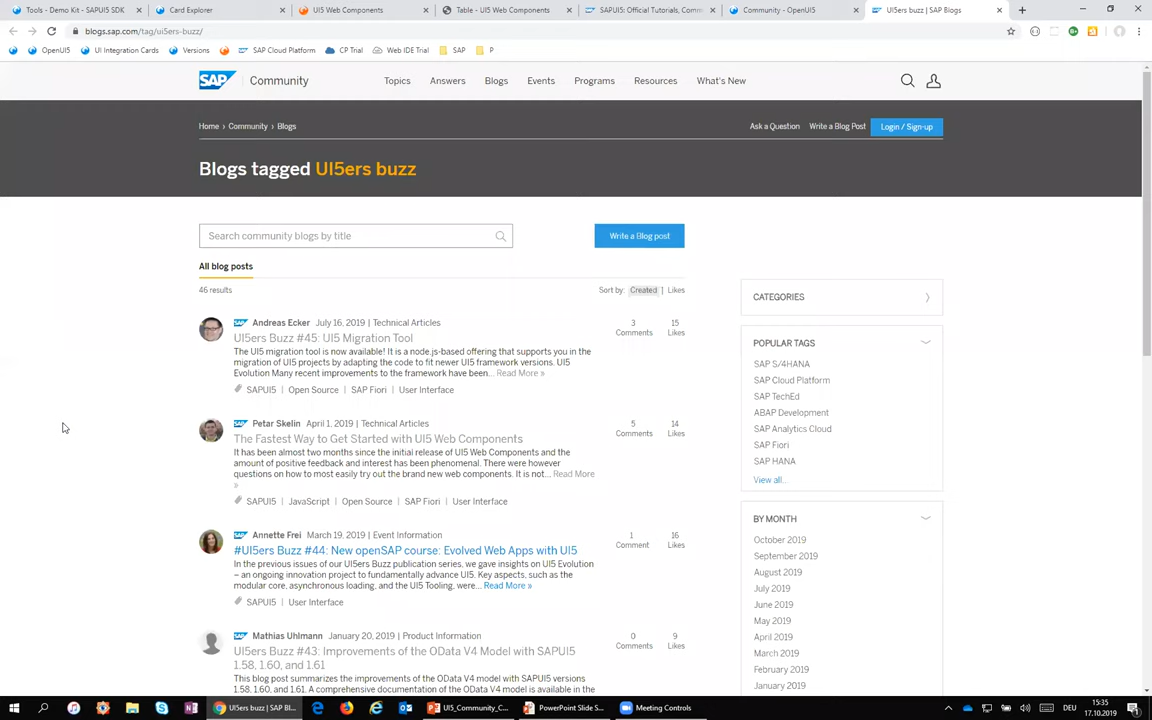 Tools - Demo Kit - SAPUI5 SDK
Card Explorer
UI5 Web Components
Table - UI5 Web Components
SAPUI5: Official Tutorials, Comm
Community - OpenUI5
UI5ers buzz | SAP Blogs
blogs.sap.com/tag/ui5ers-buzz/
OpenUI5
UI Integration Cards
Versions
SAP Cloud Platform
CP Trial
Web IDE Trial
SAP
P
SAP Community
Topics
Answers
Blogs
Events
Programs
Resources
What's New
Home › Community › Blogs
Ask a Question
Write a Blog Post
Login / Sign-up
Blogs tagged UI5ers buzz
Search community blogs by title
Write a Blog post
All blog posts
46 results
Sort by: Created | Likes
SAP Andreas Ecker July 16, 2019 | Technical Articles
UI5ers Buzz #45: UI5 Migration Tool
The UI5 migration tool is now available! It is a node.js-based offering that supports you in the
migration of UI5 projects by adapting the code to fit newer UI5 framework versions. UI5
Evolution Many recent improvements to the framework have been... Read More »
SAPUI5 | Open Source | SAP Fiori | User Interface
3
Comments
15
Likes
SAP Petar Skelin April 1, 2019 | Technical Articles
The Fastest Way to Get Started with UI5 Web Components
It has been almost two months since the initial release of UI5 Web Components and the
amount of positive feedback and interest has been phenomenal. There were however
questions on how to most easily try out the brand new web components. It is not... Read More
»
SAPUI5 | JavaScript | Open Source | SAP Fiori | User Interface
5
Comments
14
Likes
SAP Annette Frei March 19, 2019 | Event Information
#UI5ers Buzz #44: New openSAP course: Evolved Web Apps with UI5
In the previous issues of our UI5ers Buzz publication series, we gave insights on UI5 Evolution
– an ongoing innovation project to fundamentally advance UI5. Key aspects, such as the
modular core, asynchronous loading, and the UI5 Tooling, were... Read More »
SAPUI5 | User Interface
1
Comment
16
Likes
SAP Mathias Uhlmann January 20, 2019 | Product Information
UI5ers Buzz #43: Improvements of the OData V4 Model with SAPUI5
1.58, 1.60, and 1.61
This blog post summarizes the improvements of the OData V4 model with SAPUI5 versions
1.58, 1.60, and 1.61. A comprehensive documentation of the OData V4 model is available in the
0
Comments
9
Likes
CATEGORIES
POPULAR TAGS
SAP S/4HANA
SAP Cloud Platform
SAP TechEd
ABAP Development
SAP Analytics Cloud
SAP Fiori
SAP HANA
View all...
BY MONTH
October 2019
September 2019
August 2019
July 2019
June 2019
May 2019
April 2019
March 2019
February 2019
January 2019
UI5ers buzz | SAP Bl...
UI5_Community_C...
PowerPoint Slide S...
Meeting Controls
DEU
15:35
17.10.2019